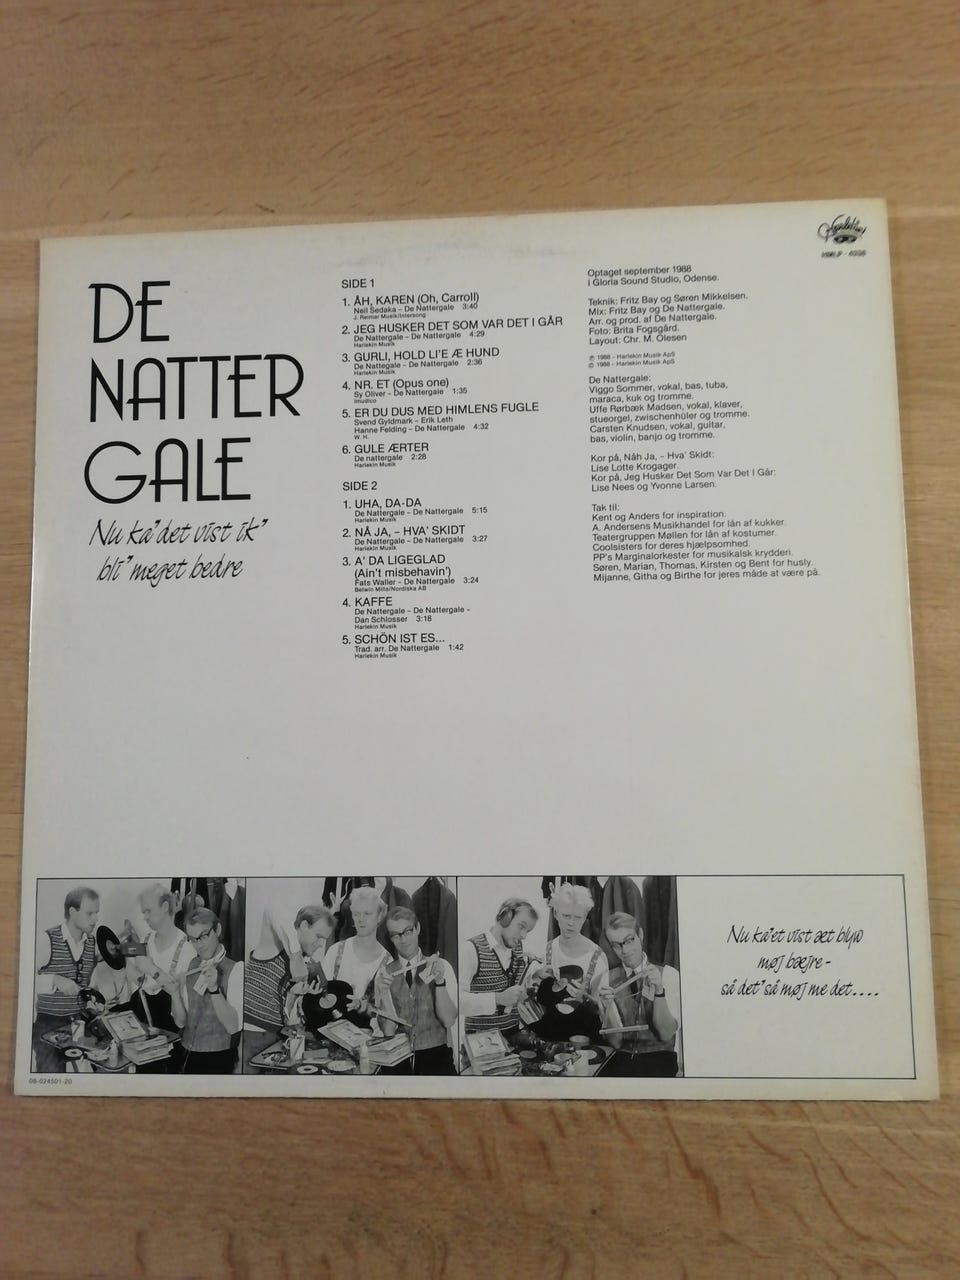 DE
NATTER
GALE
Nu ka' det vist ik'
bli' meget bedre
SIDE 1
1. ÅH, KAREN (Oh, Carroll)
Neil Sedaka – De Nattergale 3:40
J. Reimar Musik/Intersong
2. JEG HUSKER DET SOM VAR DET I GÅR
De Nattergale – De Nattergale 4:29
Harlekin Musik
3. GURLI, HOLD LI'E Æ HUND
De Nattegale – De Nattergale 2:36
Harlekin Musik
4. NR. ET (Opus one)
Sy Oliver – De Nattergale 1:35
Imudico
5. ER DU DUS MED HIMLENS FUGLE
Svend Gyldmark – Erik Leth
Hanne Felding – De Nattergale 4:32
W. H.
6. GULE ÆRTER
De nattergale 2:28
Harlekin Musik
SIDE 2
1. UHA, DA-DA
De Nattergale – De Nattergale 5:15
Harlekin Musik
2. NÅ JA, – HVA' SKIDT
De Nattergale – De Nattergale 3:27
Harlekin Musik
3. A' DA LIGEGLAD
(Ain't misbehavin')
Fats Waller – De Nattergale 3:24
Belwin Mills/Nordiska AB
4. KAFFE
De Nattergale – De Nattergale –
Dan Schlosser 3:18
Harlekin Musik
5. SCHÖN IST ES...
Trad. arr. De Nattergale 1:42
Harlekin Musik
Optaget september 1988
i Gloria Sound Studio, Odense.
Teknik: Fritz Bay og Søren Mikkelsen.
Mix: Fritz Bay og De Nattergale.
Arr. og prod. af De Nattergale.
Foto: Brita Fogsgård.
Layout: Chr. M. Olesen
℗ 1988 - Harlekin Musik ApS
© 1988 - Harlekin Musik ApS
De Nattergale:
Viggo Sommer, vokal, bas, tuba,
maraca, kuk og tromme.
Uffe Rørbæk Madsen, vokal, klaver,
stueorgel, zwischenhüler og tromme.
Carsten Knudsen, vokal, guitar,
bas, violin, banjo og tromme.
Kor på, Nåh Ja, – Hva' Skidt:
Lise Lotte Krogager.
Kor på, Jeg Husker Det Som Var Det I Går:
Lise Nees og Yvonne Larsen.
Tak til:
Kent og Anders for inspiration.
A. Andersens Musikhandel for lån af kukker.
Teatergruppen Møllen for lån af kostumer.
Coolsisters for deres hjælpsomhed.
PP's Marginalorkester for musikalsk krydderi.
Søren, Marian, Thomas, Kirsten og Bent for husly.
Mijanne, Githa og Birthe for jeres måde at være på.
Nu ka'et vist æt blyw
møj bæjre -
så det' så møj me det....
08-024501-20